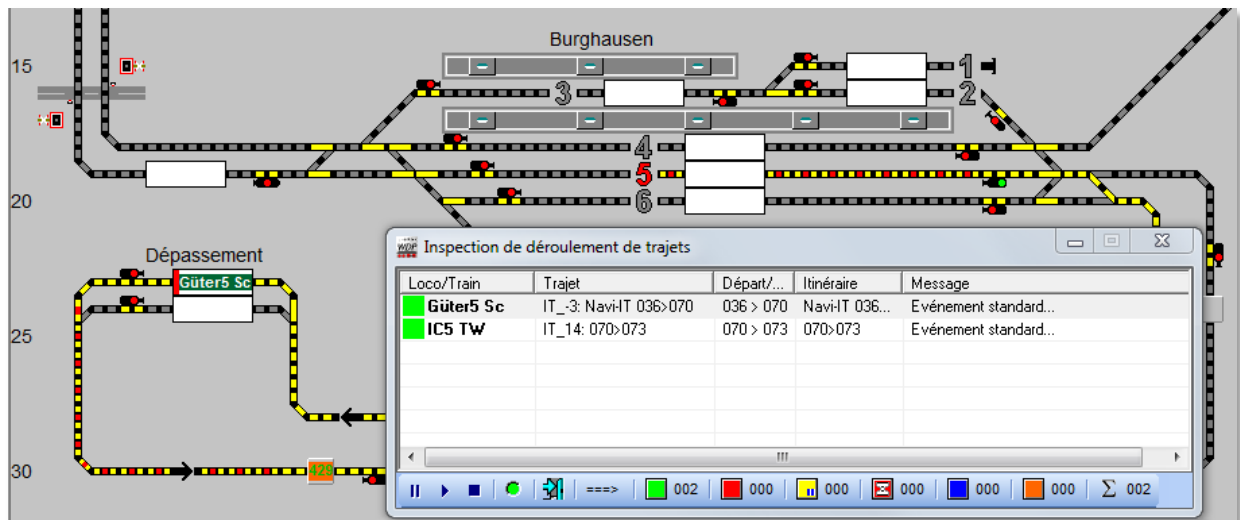 Burghausen
15
1
3
2
4
5
20
6
Dépassement
Güter5 Sc
25
30
429
WDP Inspection de déroulement de trajets
Loco/Train Trajet Départ/... Itinéraire Message
Güter5 Sc IT_-3: Navi-IT 036>070 036 > 070 Navi-IT 036... Evénement standard...
IC5 TW IT_14: 070>073 070 > 073 070>073 Evénement standard...
===> 002 000 000 000 000 000 Σ 002